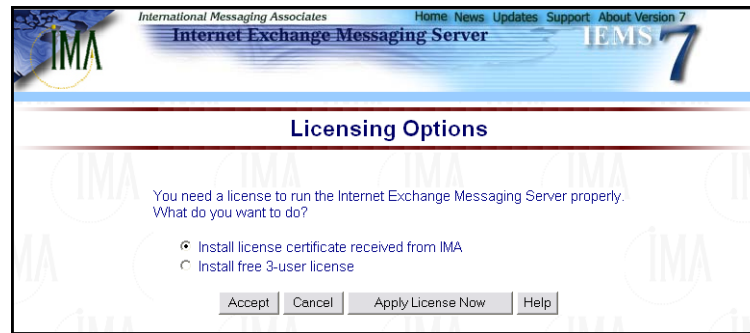 International Messaging Associates
Home News Updates Support About Version 7
Internet Exchange Messaging Server
IEMS 7
IMA
Licensing Options
You need a license to run the Internet Exchange Messaging Server properly.
What do you want to do?
Install license certificate received from IMA
Install free 3-user license
Accept Cancel Apply License Now Help